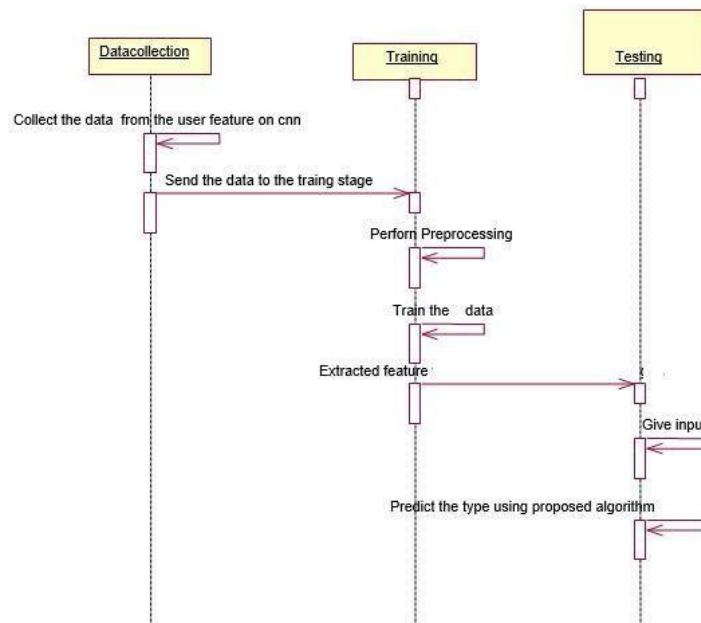 Datacollection
Training
Testing
Collect the data from the user feature on cnn
Send the data to the traing stage
Perforn Preprocessing
Train the data
Extracted feature
Give inpu
Predict the type using proposed algorithm